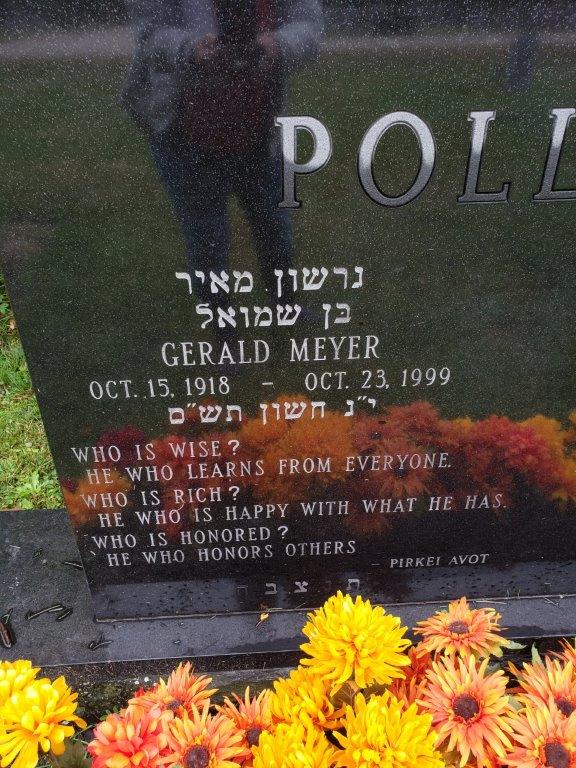 POLL
גרשון מאיר
בן שמואל
GERALD MEYER
OCT. 15, 1918 - OCT. 23, 1999
י"ג חשון תש"ס
WHO IS WISE?
HE WHO LEARNS FROM EVERYONE.
WHO IS RICH?
HE WHO IS HAPPY WITH WHAT HE HAS.
WHO IS HONORED?
HE WHO HONORS OTHERS
- PIRKEI AVOT
ת נ צ ב ה